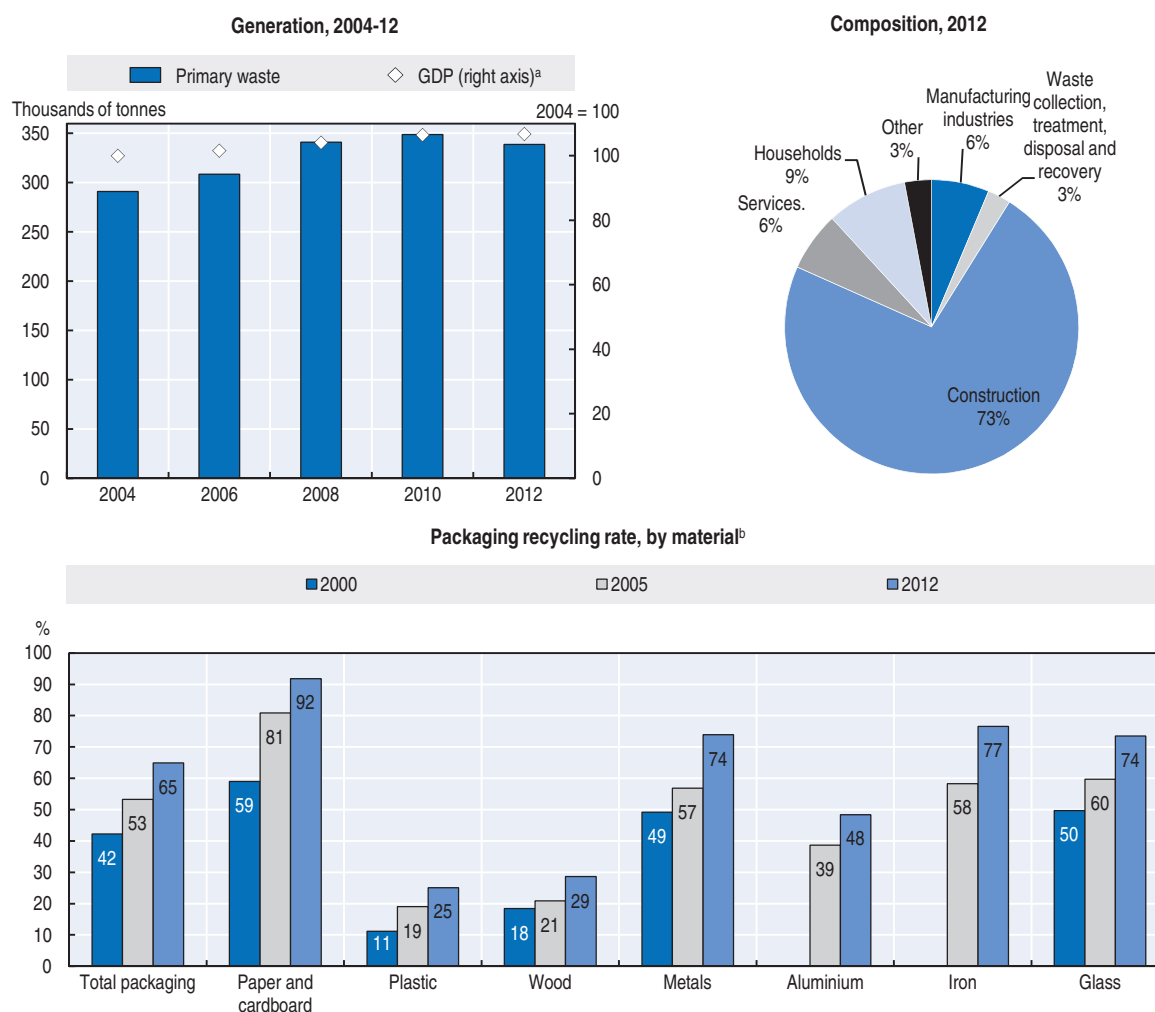 Generation, 2004-12
Primary waste
GDP (right axis)a
Thousands of tonnes
2004 = 100
350
300
250
200
150
100
50
0
100
80
60
40
20
0
2004 2006 2008 2010 2012
Composition, 2012
Waste
collection,
treatment,
disposal and
recovery
3%
Manufacturing
industries
6%
Other
3%
Households
9%
Services.
6%
Construction
73%
Packaging recycling rate, by materialb
2000 2005 2012
%
100
90
80
70
60
50
40
30
20
10
0
42 53 65
59 81 92
11 19 25
18 21 29
49 57 74
39 48
58 77
50 60 74
Total packaging
Paper and
cardboard
Plastic
Wood
Metals
Aluminium
Iron
Glass